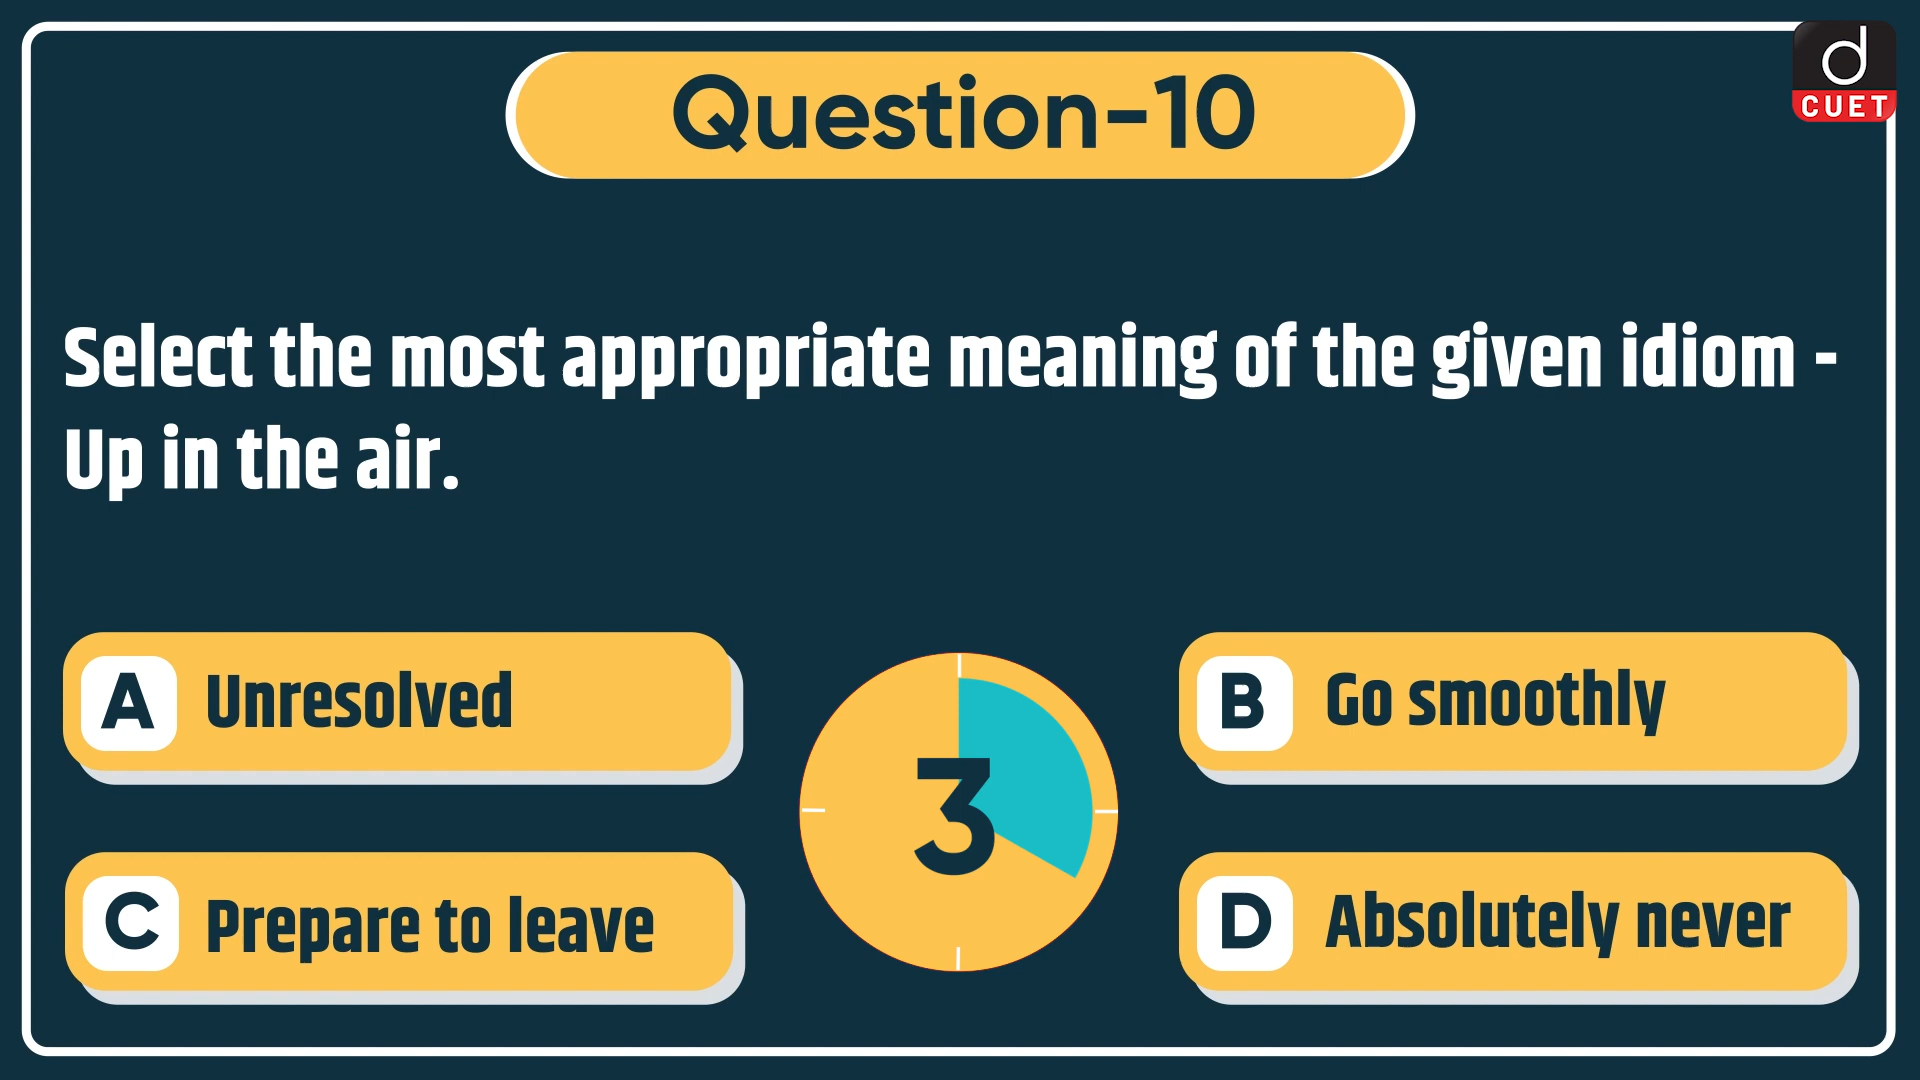 d
CUET
Question-10
Select the most appropriate meaning of the given idiom -
Up in the air.
A Unresolved
B Go smoothly
3
C Prepare to leave
D Absolutely never